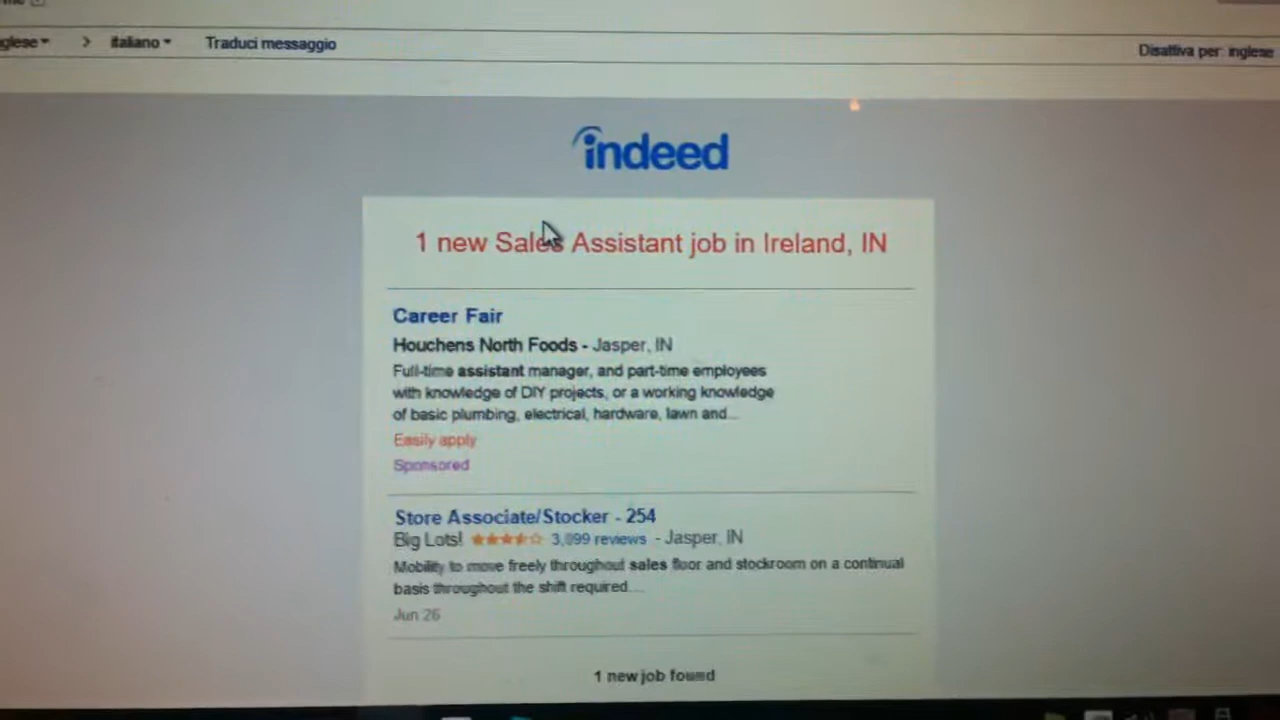 italiano
Traduci messaggio
Disattiva per: inglese
indeed
1 new Sales Assistant job in Ireland, IN
Career Fair
Houchens North Foods - Jasper, IN
Full-time assistant manager, and part-time employees
with knowledge of DIY projects, or a working knowledge
of basic plumbing, electrical, hardware, lawn and...
Easily apply
Sponsored
Store Associate/Stocker - 254
Big Lots! 3,099 reviews - Jasper, IN
Mobility to move freely throughout sales floor and stockroom on a continual
basis throughout the shift required....
Jun 26
1 new job found